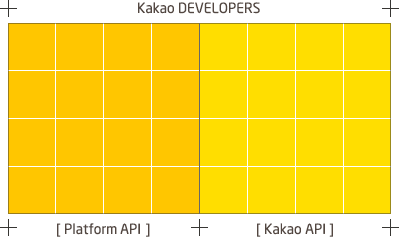 Kakao DEVELOPERS
[ Platform API ]
[ Kakao API ]